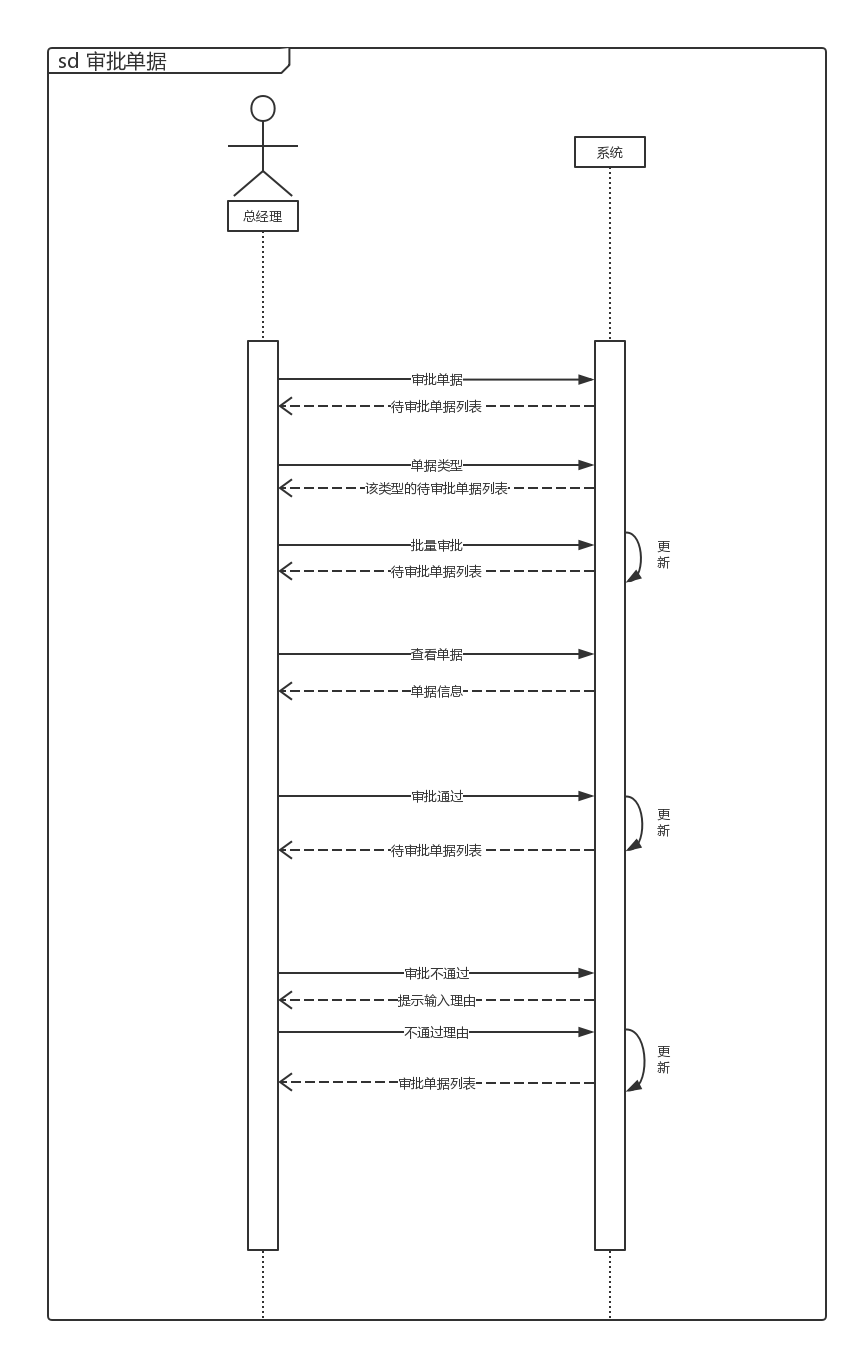 sd 审批单据
系统
总经理
审批单据
待审批单据列表
单据类型
该类型的待审批单据列表
批量审批
更
新
待审批单据列表
查看单据
单据信息
审批通过
更
新
待审批单据列表
审批不通过
提示输入理由
不通过理由
更
新
审批单据列表